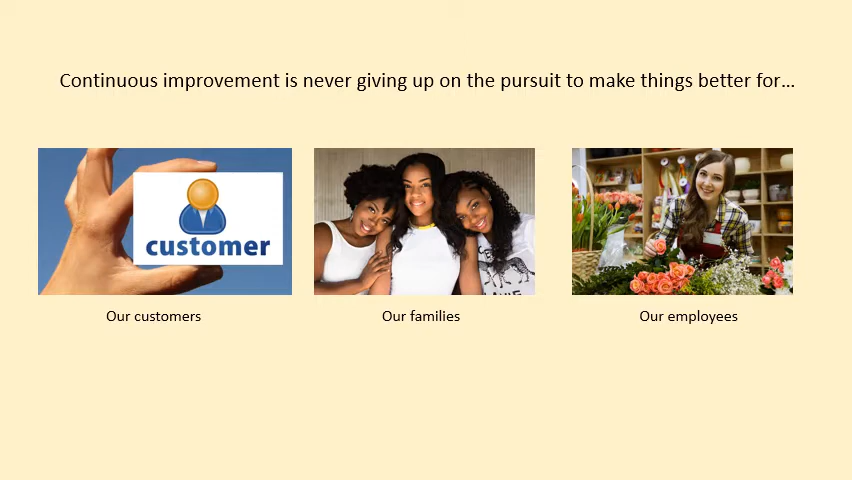 Continuous improvement is never giving up on the pursuit to make things better for...
customer
Our customers
Our families
Our employees